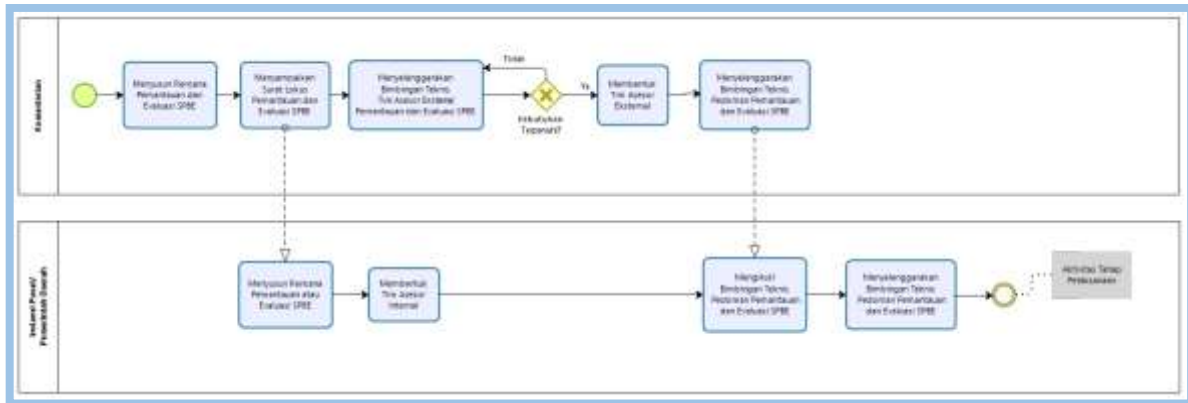 Kementerian
Menyusun Rencana
Pemantauan dan
Evaluasi SPBE
Menyampaikan
Surat Lokus
Pemantauan dan
Evaluasi SPBE
Menyelenggarakan
Bimbingan Teknis
Tim Asesor Eksternal
Pemantauan dan Evaluasi SPBE
Tidak
Kebutuhan
Terpenuhi?
Ya
Membentuk
Tim Asesor
Eksternal
Menyelenggarakan
Bimbingan Teknis
Pedoman Pemantauan
dan Evaluasi SPBE
Instansi Pusat/
Pemerintah Daerah
Menyusun Rencana
Pemantauan atau
Evaluasi SPBE
Membentuk
Tim Asesor
Internal
Mengikuti
Bimbingan Teknis
Pedoman Pemantauan
dan Evaluasi SPBE
Menyelenggarakan
Bimbingan Teknis
Pedoman Pemantauan
dan Evaluasi SPBE
Aktivitas Tahap
Pelaksanaan